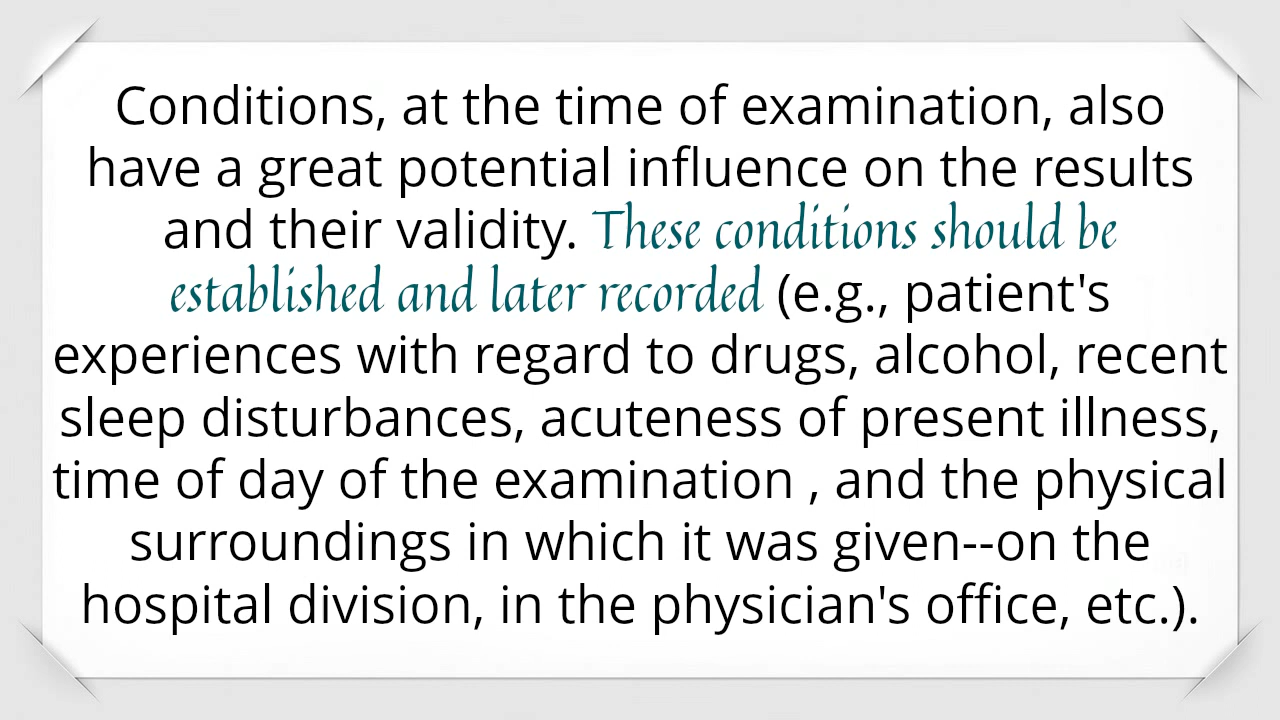 Conditions, at the time of examination, also
have a great potential influence on the results
and their validity. These conditions should be
established and later recorded (e.g., patient's
experiences with regard to drugs, alcohol, recent
sleep disturbances, acuteness of present illness,
time of day of the examination , and the physical
surroundings in which it was given--on the
hospital division, in the physician's office, etc.).